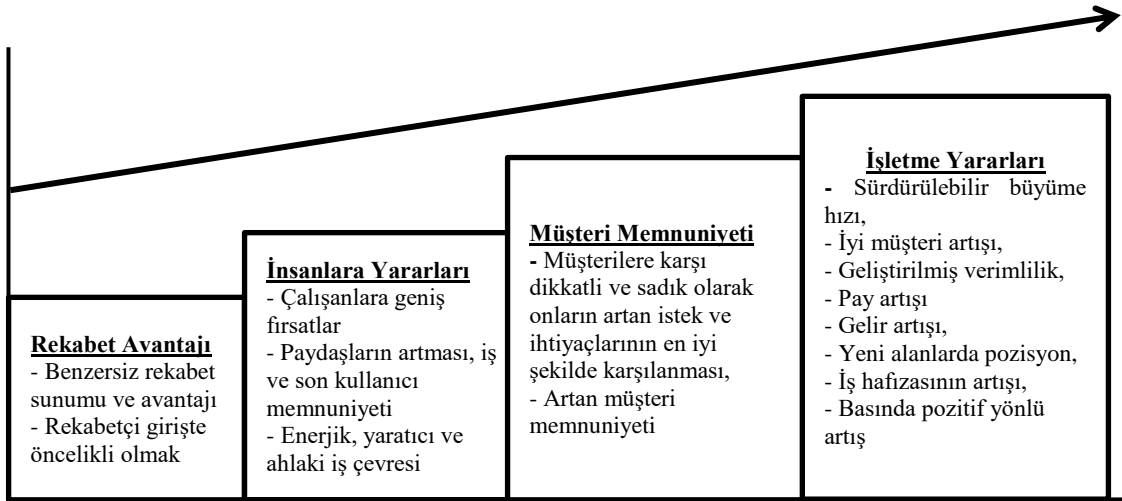 Rekabet Avantajı
- Benzersiz rekabet
sunumu ve avantajı
- Rekabetçi girişte
öncelikli olmak
İnsanlara Yararları
- Çalışanlara geniş
fırsatlar
- Paydaşların artması, iş
ve son kullanıcı
memnuniyeti
- Enerjik, yaratıcı ve
ahlaki iş çevresi
Müşteri Memnuniyeti
- Müşterilere karşı
dikkatli ve sadık olarak
onların artan istek ve
ihtiyaçlarının en iyi
şekilde karşılanması,
- Artan müşteri
memnuniyeti
İşletme Yararları
- Sürdürülebilir büyüme
hızı,
- İyi müşteri artışı,
- Geliştirilmiş verimlilik,
- Pay artışı
- Gelir artışı,
- Yeni alanlarda pozisyon,
- İş hafızasının artışı,
- Basında pozitif yönlü
artış